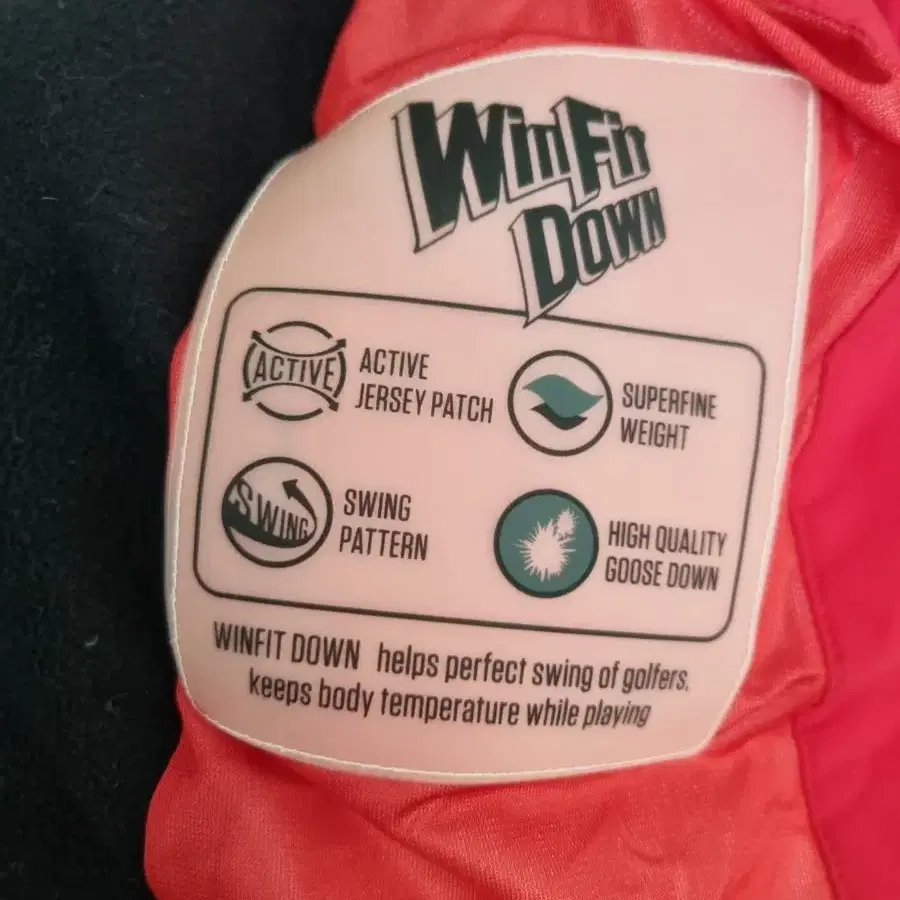 WinFit
Down
ACTIVE
ACTIVE
JERSEY PATCH
SUPERFINE
WEIGHT
SWING
SWING
PATTERN
HIGH QUALITY
GOOSE DOWN
WINFIT DOWN helps perfect swing of golfers,
keeps body temperature while playing